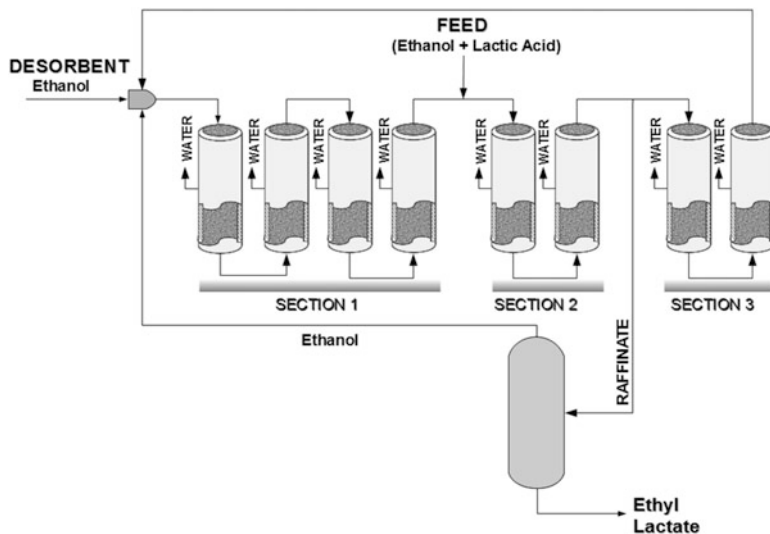 FEED
(Ethanol + Lactic Acid)
DESORBENT
Ethanol
WATER
WATER
WATER
WATER
WATER
WATER
WATER
WATER
SECTION 1
SECTION 2
SECTION 3
Ethanol
RAFFINATE
Ethyl
Lactate